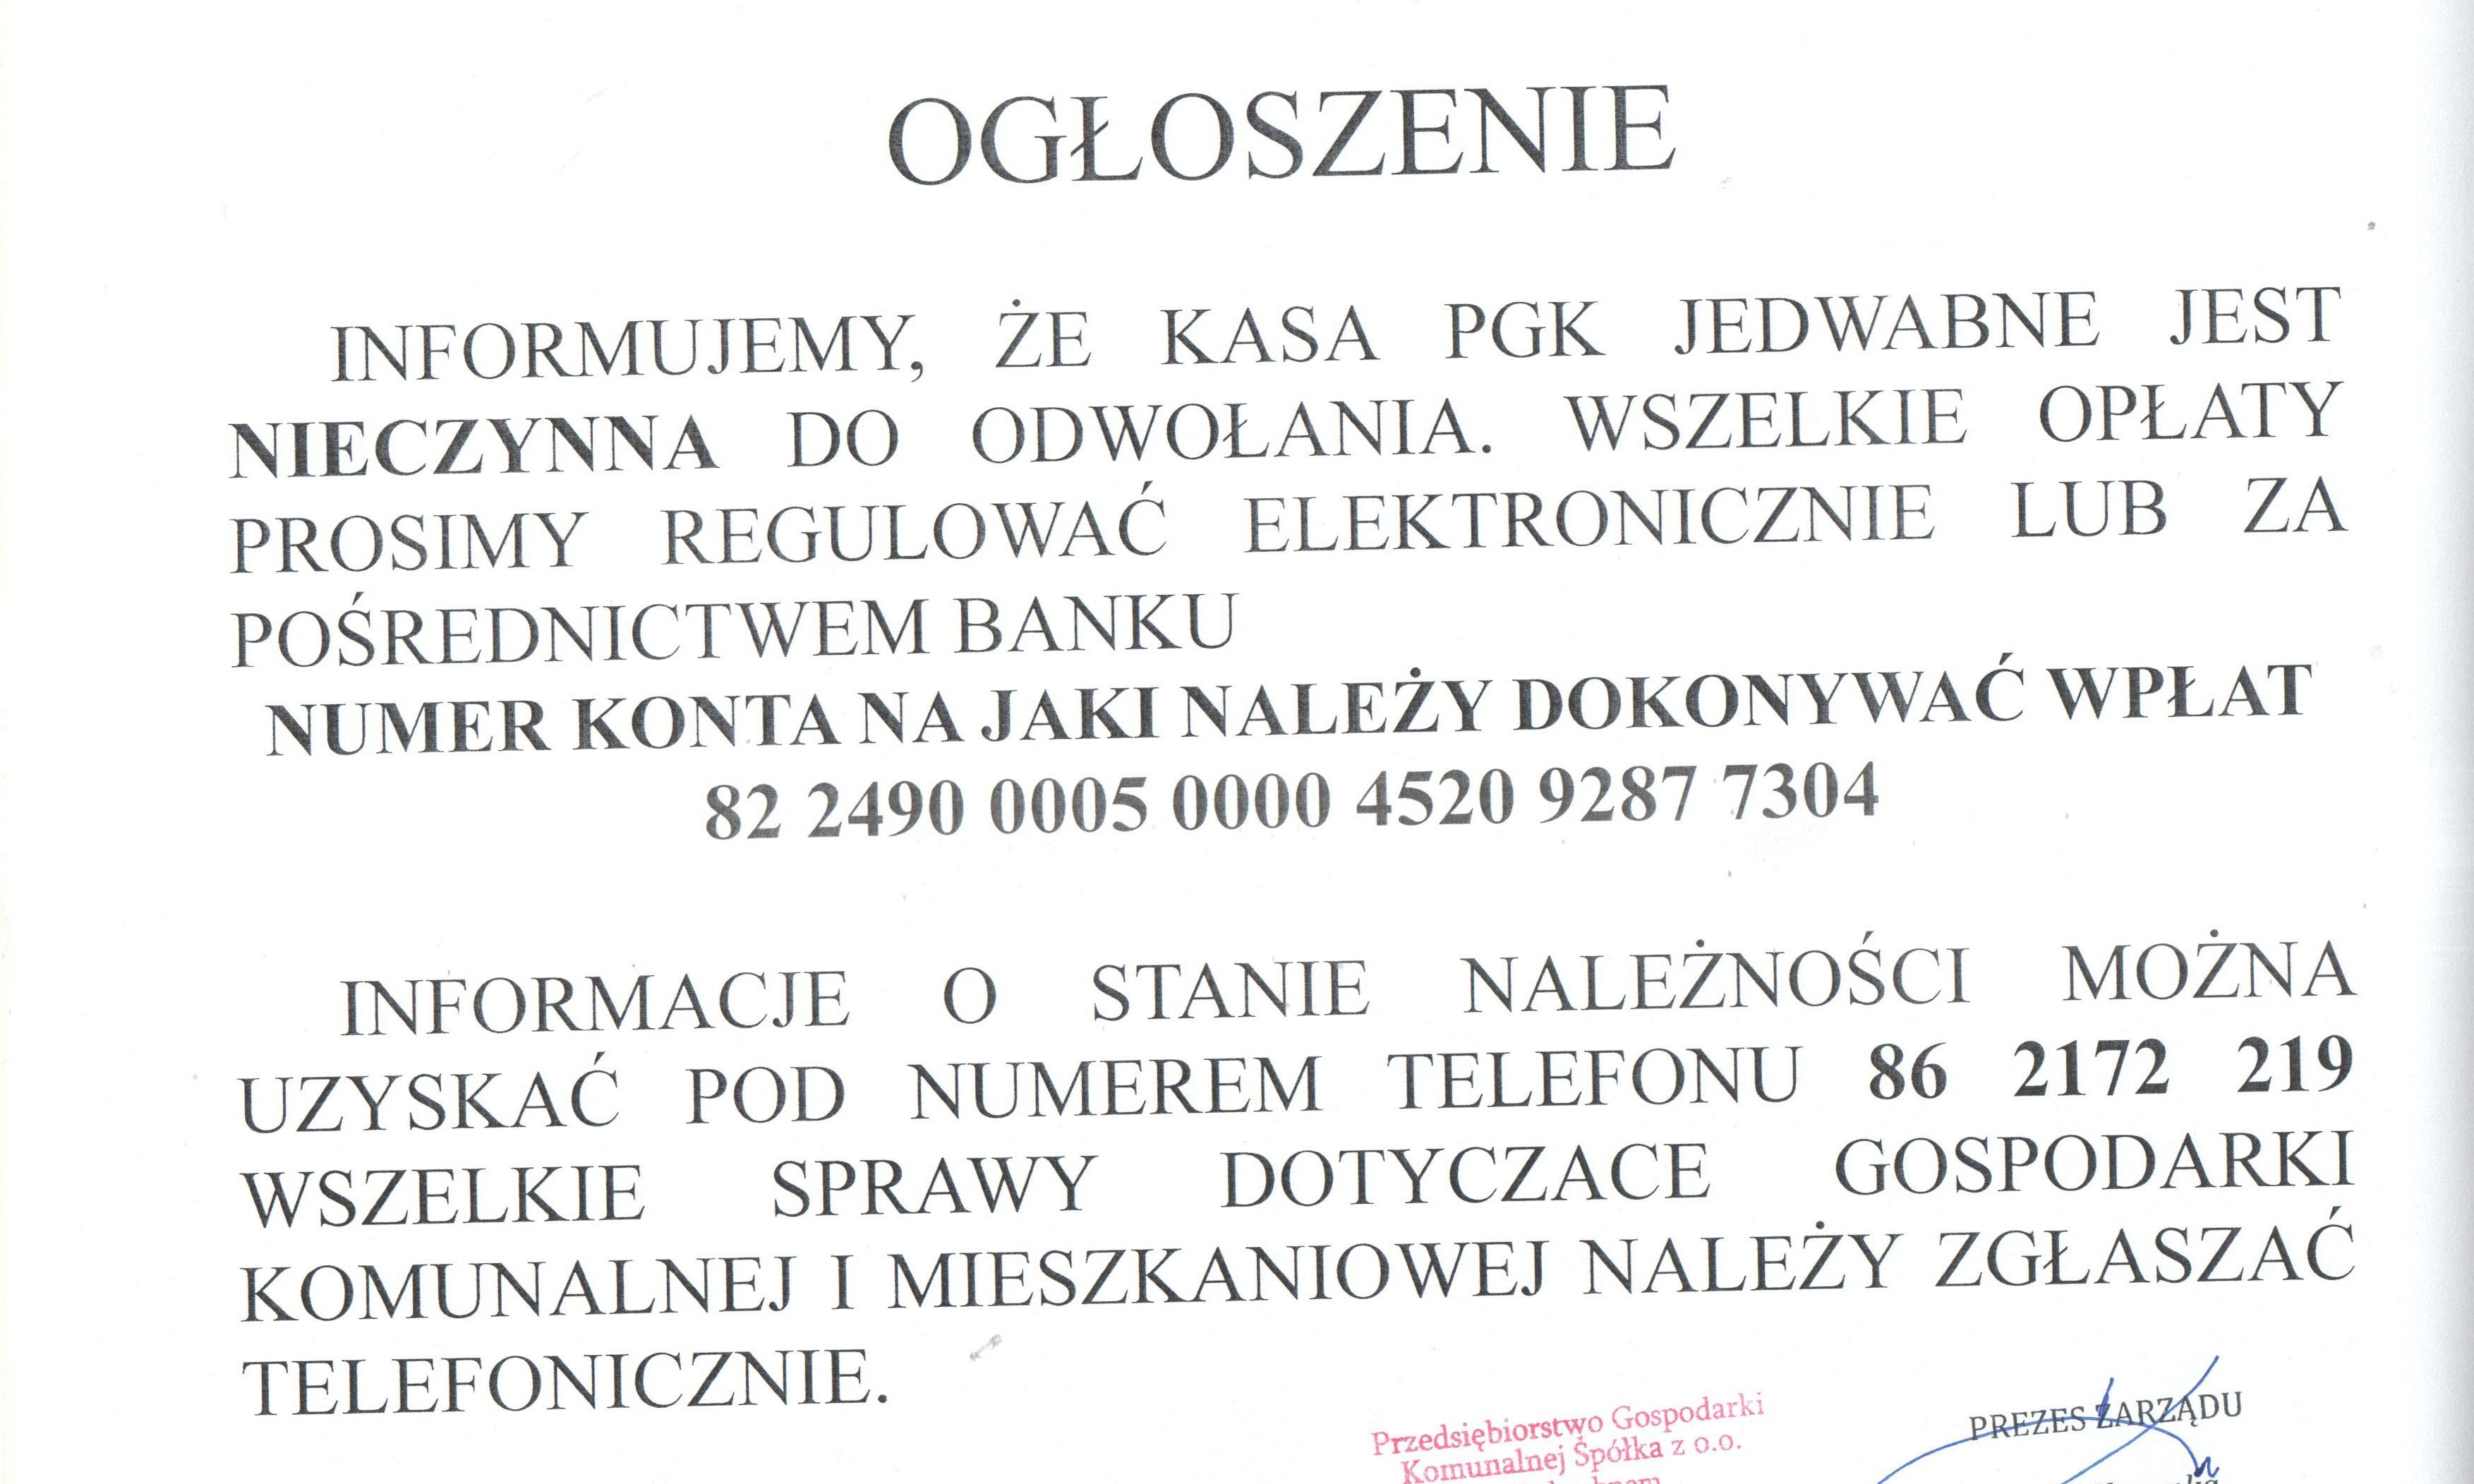 OGŁOSZENIE
INFORMUJEMY, ŻE KASA PGK JEDWABNE JEST
NIECZYNNA DO ODWOŁANIA. WSZELKIE OPŁATY
PROSIMY REGULOWAĆ ELEKTRONICZNIE LUB ZA
POŚREDNICTWEM BANKU
NUMER KONTA NA JAKI NALEŻY DOKONYWAĆ WPŁAT
82 2490 0005 0000 4520 9287 7304
INFORMACJE O STANIE NALEŻNOŚCI MOŻNA
UZYSKAĆ POD NUMEREM TELEFONU 86 2172 219
WSZELKIE SPRAWY DOTYCZACE GOSPODARKI
KOMUNALNEJ I MIESZKANIOWEJ NALEŻY ZGŁASZAĆ
TELEFONICZNIE.
Przedsiębiorstwo Gospodarki
Komunalnej Spółka z o.o.
PREZES ZARZĄDU